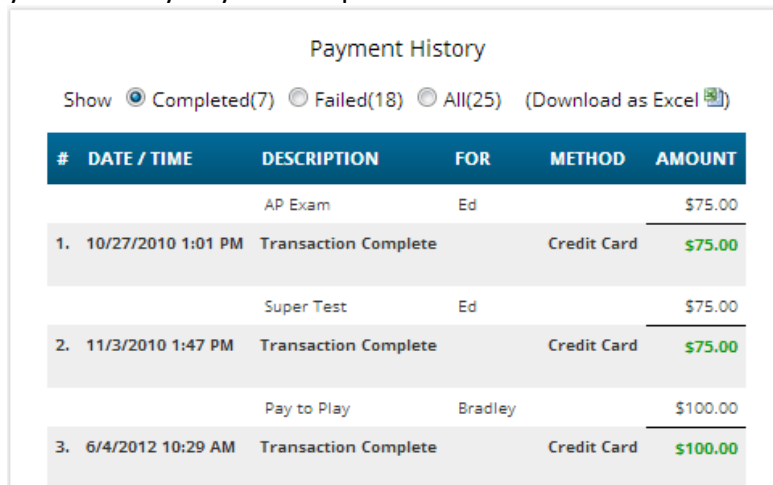 Payment History
Show Completed(7) Failed(18) All(25) (Download as Excel )
# DATE / TIME DESCRIPTION FOR METHOD AMOUNT
AP Exam Ed $75.00
1. 10/27/2010 1:01 PM Transaction Complete Credit Card $75.00
Super Test Ed $75.00
2. 11/3/2010 1:47 PM Transaction Complete Credit Card $75.00
Pay to Play Bradley $100.00
3. 6/4/2012 10:29 AM Transaction Complete Credit Card $100.00